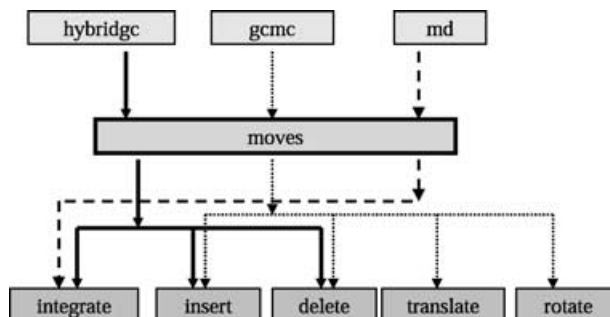 hybridgc gcmc md
moves
integrate insert delete translate rotate